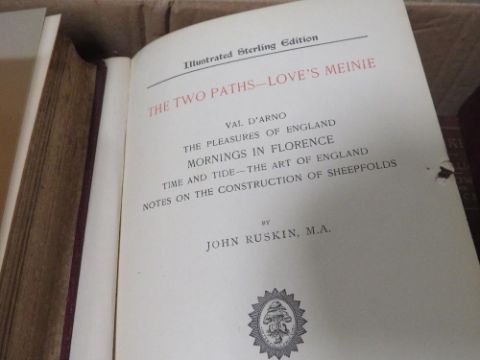 Illustrated Sterling Edition
THE TWO PATHS—LOVE'S MEINIE
VAL D'ARNO
THE PLEASURES OF ENGLAND
MORNINGS IN FLORENCE
TIME AND TIDE—THE ART OF ENGLAND
NOTES ON THE CONSTRUCTION OF SHEEPFOLDS
BY
JOHN RUSKIN, M.A.